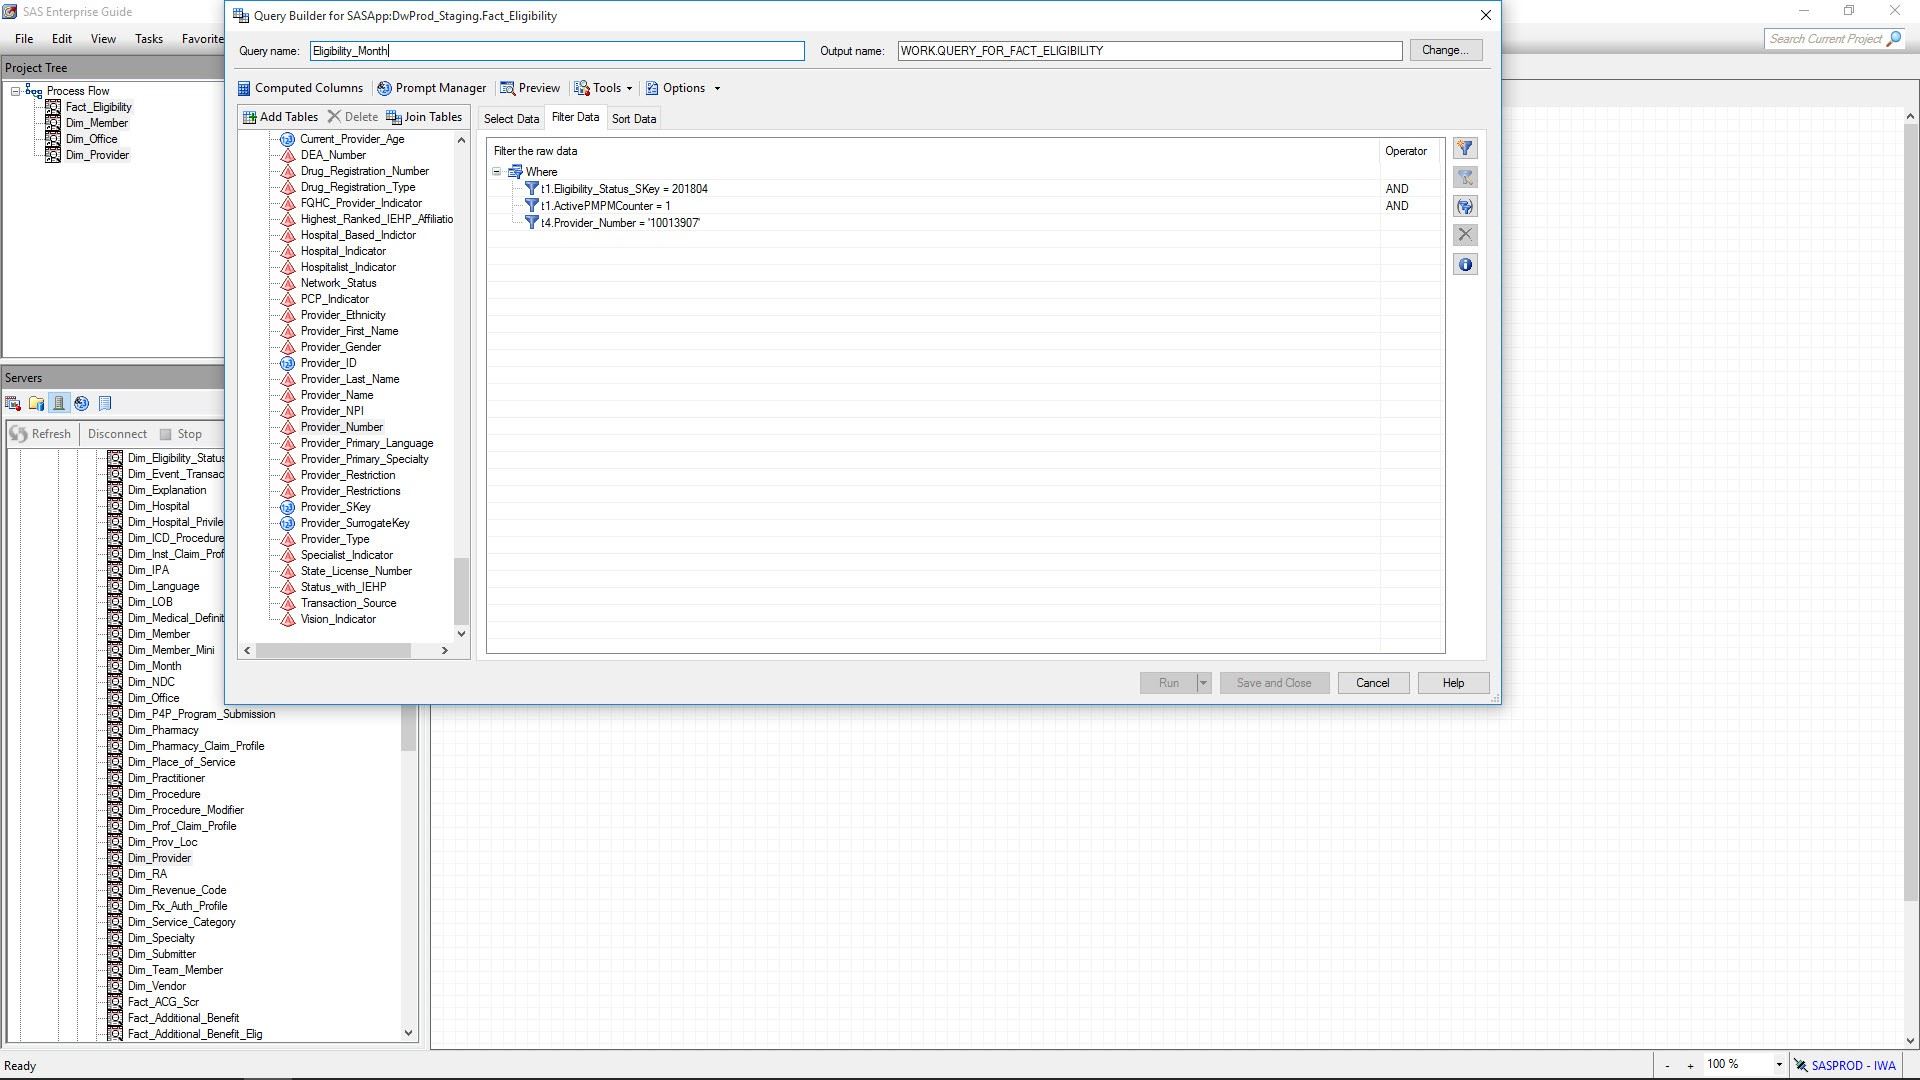 SAS Enterprise Guide
File Edit View Tasks Favorite
Search Current Project
Project Tree
Process Flow
Fact_Eligibility
Dim_Member
Dim_Office
Dim_Provider
Servers
Refresh Disconnect Stop
Dim_Eligibility_Status
Dim_Event_Transac
Dim_Explanation
Dim_Hospital
Dim_Hospital_Privile
Dim_ICD_Procedure
Dim_Inst_Claim_Prof
Dim_IPA
Dim_Language
Dim_LOB
Dim_Medical_Definit
Dim_Member
Dim_Member_Mini
Dim_Month
Dim_NDC
Dim_Office
Dim_P4P_Program_Submission
Dim_Pharmacy
Dim_Pharmacy_Claim_Profile
Dim_Place_of_Service
Dim_Practitioner
Dim_Procedure
Dim_Procedure_Modifier
Dim_Prof_Claim_Profile
Dim_Prov_Loc
Dim_Provider
Dim_RA
Dim_Revenue_Code
Dim_Rx_Auth_Profile
Dim_Service_Category
Dim_Specialty
Dim_Submitter
Dim_Team_Member
Dim_Vendor
Fact_ACG_Scr
Fact_Additional_Benefit
Fact_Additional_Benefit_Elig
Query Builder for SASApp:DwProd_Staging.Fact_Eligibility
Query name: Eligibility_Month
Output name: WORK.QUERY_FOR_FACT_ELIGIBILITY Change...
Computed Columns Prompt Manager Preview Tools Options
Add Tables Delete Join Tables
Current_Provider_Age
DEA_Number
Drug_Registration_Number
Drug_Registration_Type
FQHC_Provider_Indicator
Highest_Ranked_IEHP_Affiliatio
Hospital_Based_Indictor
Hospital_Indicator
Hospitalist_Indicator
Network_Status
PCP_Indicator
Provider_Ethnicity
Provider_First_Name
Provider_Gender
Provider_ID
Provider_Last_Name
Provider_Name
Provider_NPI
Provider_Number
Provider_Primary_Language
Provider_Primary_Specialty
Provider_Restriction
Provider_Restrictions
Provider_SKey
Provider_SurrogateKey
Provider_Type
Specialist_Indicator
State_License_Number
Status_with_IEHP
Transaction_Source
Vision_Indicator
Select Data Filter Data Sort Data
Filter the raw data Operator
Where
t1.Eligibility_Status_SKey = 201804 AND
t1.ActivePMPMCounter = 1 AND
t4.Provider_Number = '10013907'
Run Save and Close Cancel Help
Ready
- + 100 % SASPROD - IWA